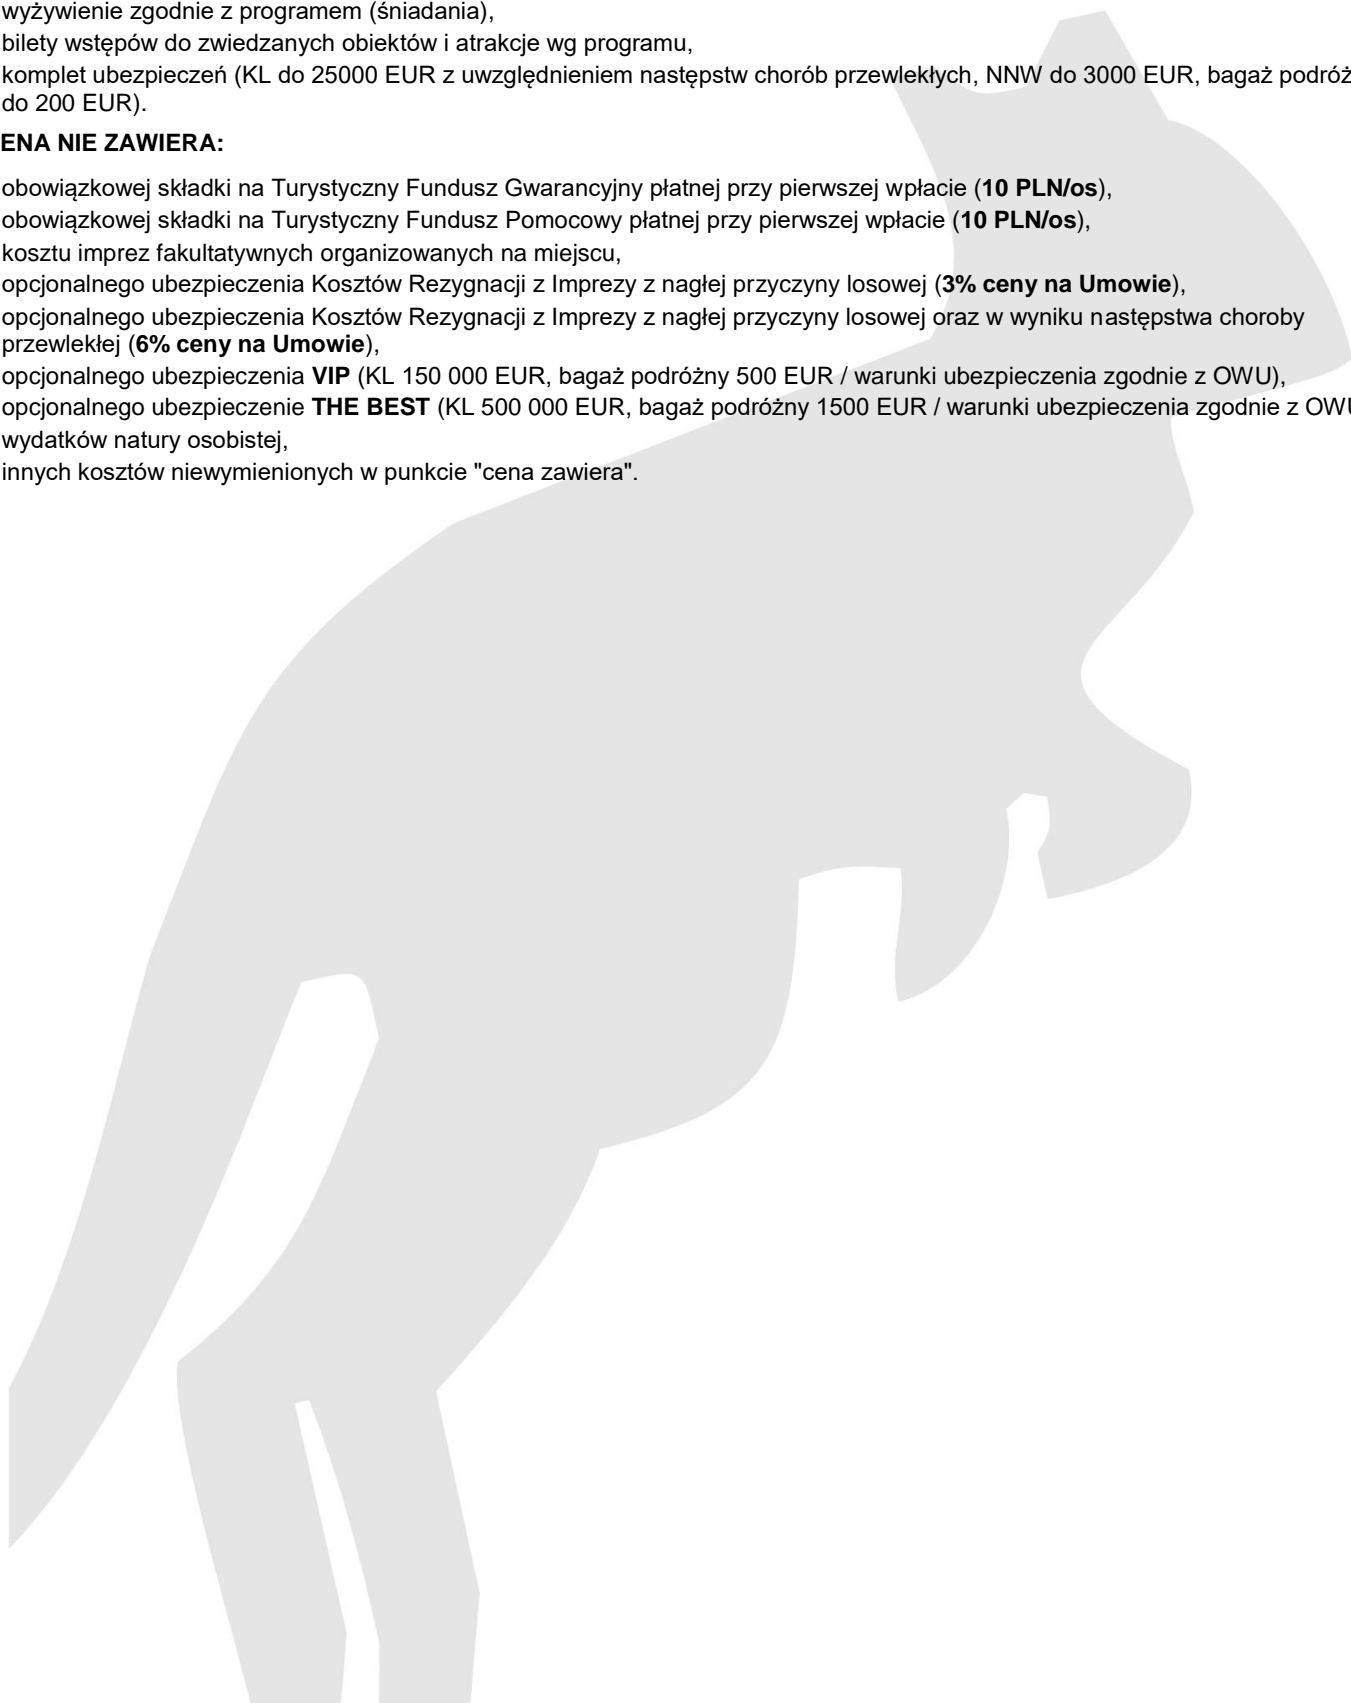 wyżywienie zgodnie z programem (śniadania),
bilety wstępów do zwiedzanych obiektów i atrakcje wg programu,
komplet ubezpieczeń (KL do 25000 EUR z uwzględnieniem następstw chorób przewlekłych, NNW do 3000 EUR, bagaż podróż
do 200 EUR).
ENA NIE ZAWIERA:
obowiązkowej składki na Turystyczny Fundusz Gwarancyjny płatnej przy pierwszej wpłacie (10 PLN/os),
obowiązkowej składki na Turystyczny Fundusz Pomocowy płatnej przy pierwszej wpłacie (10 PLN/os),
kosztu imprez fakultatywnych organizowanych na miejscu,
opcjonalnego ubezpieczenia Kosztów Rezygnacji z Imprezy z nagłej przyczyny losowej (3% ceny na Umowie),
opcjonalnego ubezpieczenia Kosztów Rezygnacji z Imprezy z nagłej przyczyny losowej oraz w wyniku następstwa choroby
przewlekłej (6% ceny na Umowie),
opcjonalnego ubezpieczenia VIP (KL 150 000 EUR, bagaż podróżny 500 EUR / warunki ubezpieczenia zgodnie z OWU),
opcjonalnego ubezpieczenie THE BEST (KL 500 000 EUR, bagaż podróżny 1500 EUR / warunki ubezpieczenia zgodnie z OWU
wydatków natury osobistej,
innych kosztów niewymienionych w punkcie "cena zawiera".